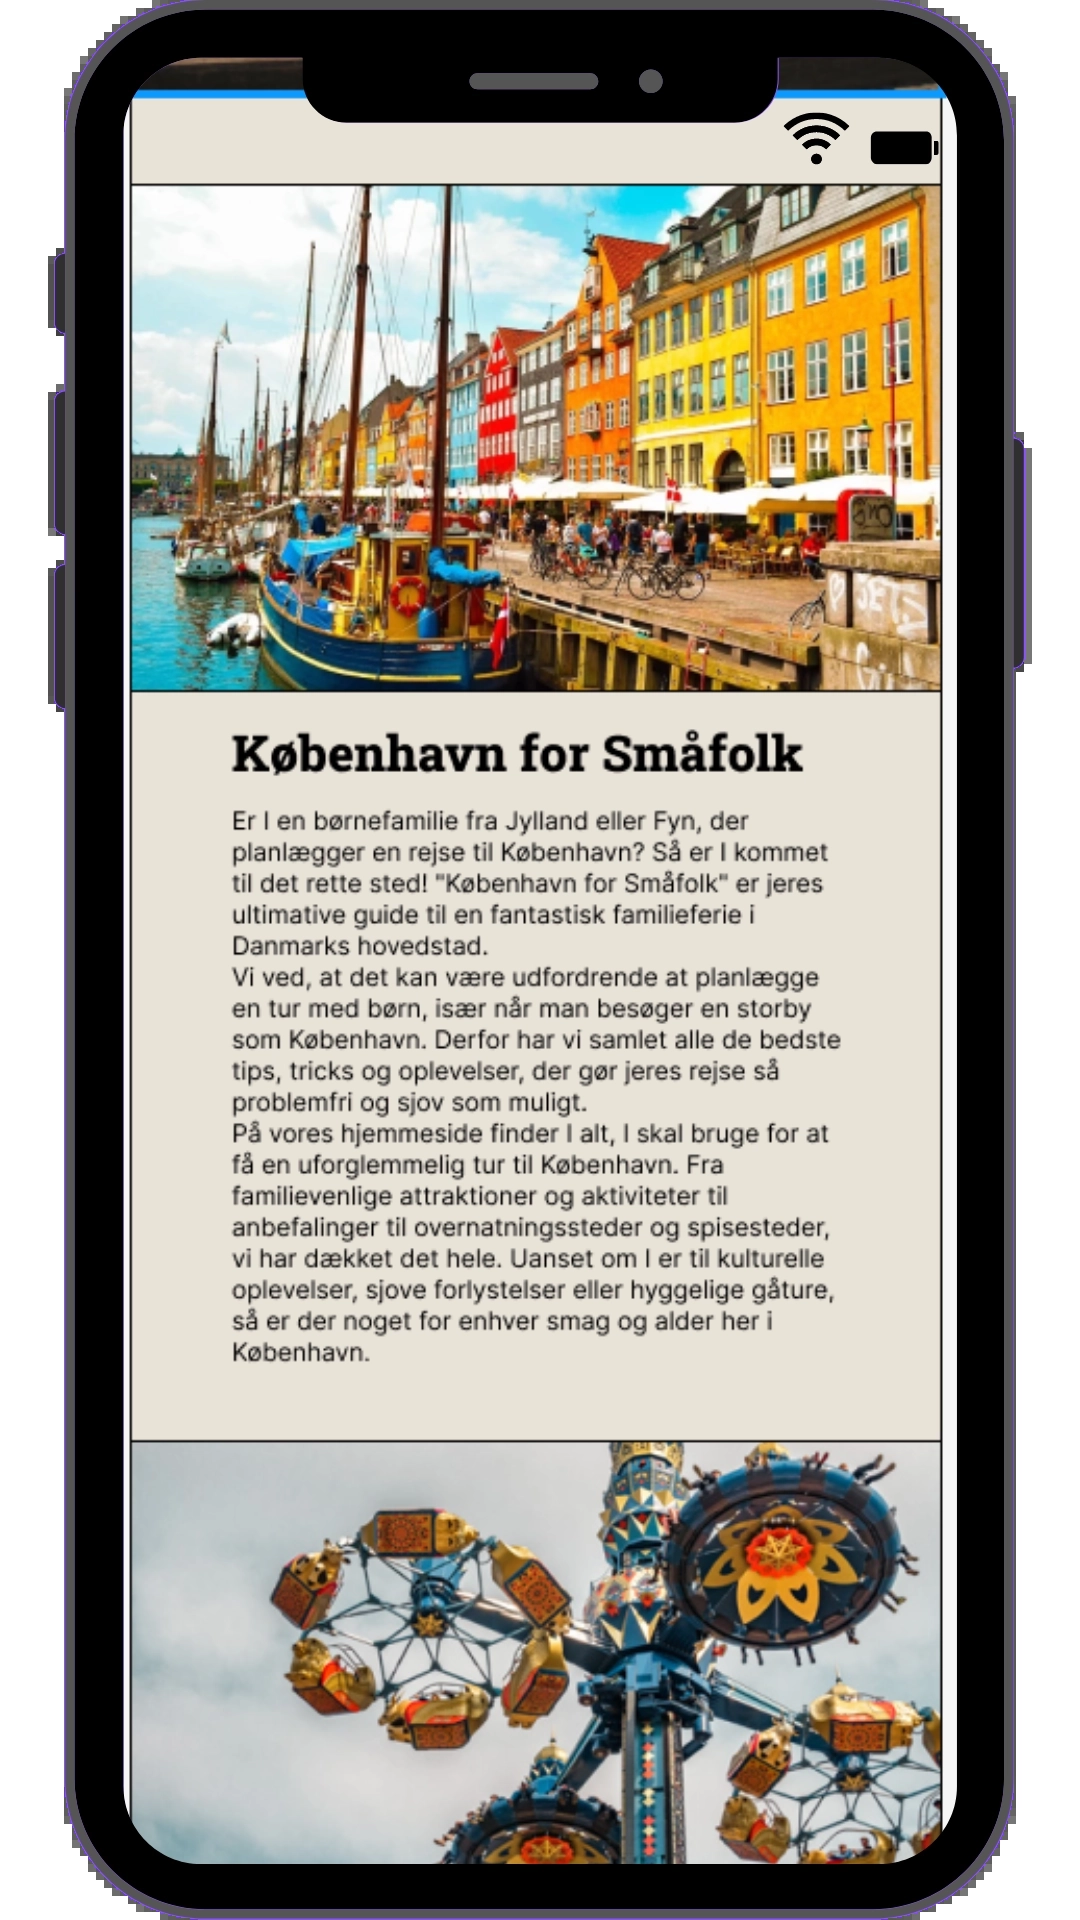 København for Småfolk
Er I en børnefamilie fra Jylland eller Fyn, der
planlægger en rejse til København? Så er I kommet
til det rette sted! "København for Småfolk" er jeres
ultimative guide til en fantastisk familieferie i
Danmarks hovedstad.
Vi ved, at det kan være udfordrende at planlægge
en tur med børn, især når man besøger en storby
som København. Derfor har vi samlet alle de bedste
tips, tricks og oplevelser, der gør jeres rejse så
problemfri og sjov som muligt.
På vores hjemmeside finder I alt, I skal bruge for at
få en uforglemmelig tur til København. Fra
familievenlige attraktioner og aktiviteter til
anbefalinger til overnatningssteder og spisesteder,
vi har dækket det hele. Uanset om I er til kulturelle
oplevelser, sjove forlystelser eller hyggelige gåture,
så er der noget for enhver smag og alder her i
København.